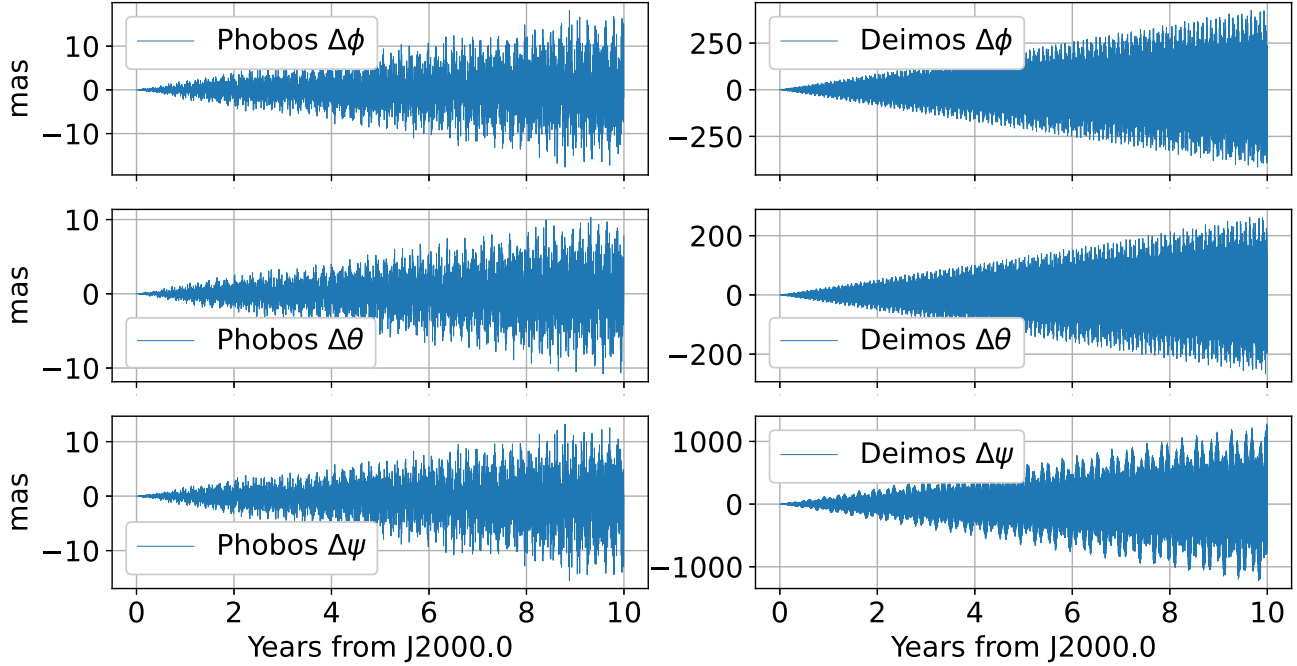 mas
10
0
−10
Phobos Δϕ
250
0
−250
Deimos Δϕ
mas
10
0
−10
Phobos Δθ
200
0
−200
Deimos Δθ
mas
10
0
−10
Phobos Δψ
0 2 4 6 8 10
Years from J2000.0
1000
0
−1000
Deimos Δψ
0 2 4 6 8 10
Years from J2000.0